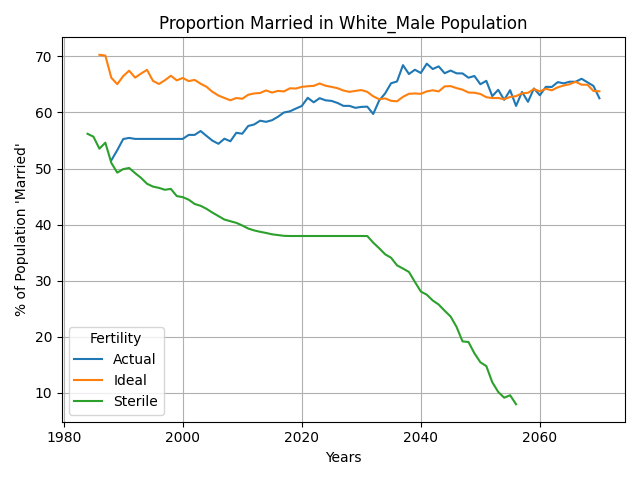 Proportion Married in White_Male Population
% of Population 'Married'
70
60
50
40
30
20
10
Fertility
Actual
Ideal
Sterile
1980
2000
2020
2040
2060
Years